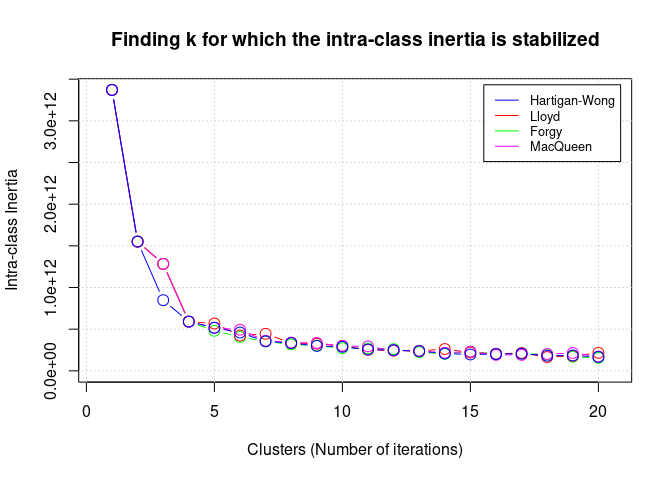 Finding k for which the intra-class inertia is stabilized
Hartigan-Wong
Lloyd
Forgy
MacQueen
Intra-class Inertia
3.0e+12
2.0e+12
1.0e+12
0.0e+00
0 5 10 15 20
Clusters (Number of iterations)